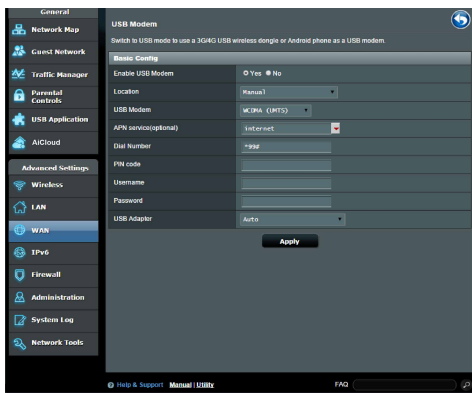 General
Network Map
Guest Network
Traffic Manager
Parental
Controls
USB Application
AiCloud
Advanced Settings
Wireless
LAN
WAN
IPv6
Firewall
Administration
System Log
Network Tools
USB Modem
Switch to USB mode to use a 3G/4G USB wireless dongle or Android phone as a USB modem.
Basic Config
Enable USB Modem Yes No
Location Manual
USB Modem WCDMA (UMTS)
APN service(optional) internet
Dial Number *99#
PIN code
Username
Password
USB Adapter Auto
Apply
Help & Support Manual | Utility FAQ